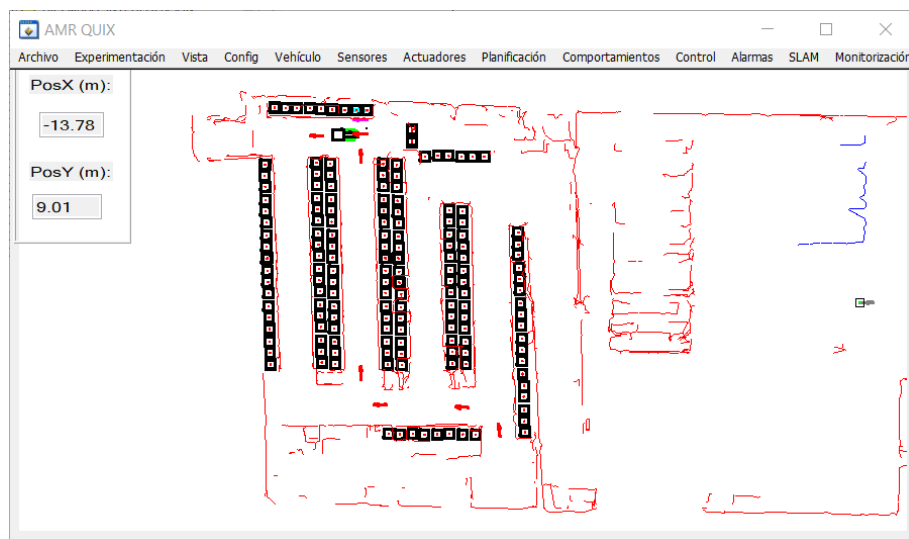 AMR QUIX
Archivo Experimentación Vista Config Vehículo Sensores Actuadores Planificación Comportamientos Control Alarmas SLAM Monitorización
PosX (m):
-13.78
PosY (m):
9.01